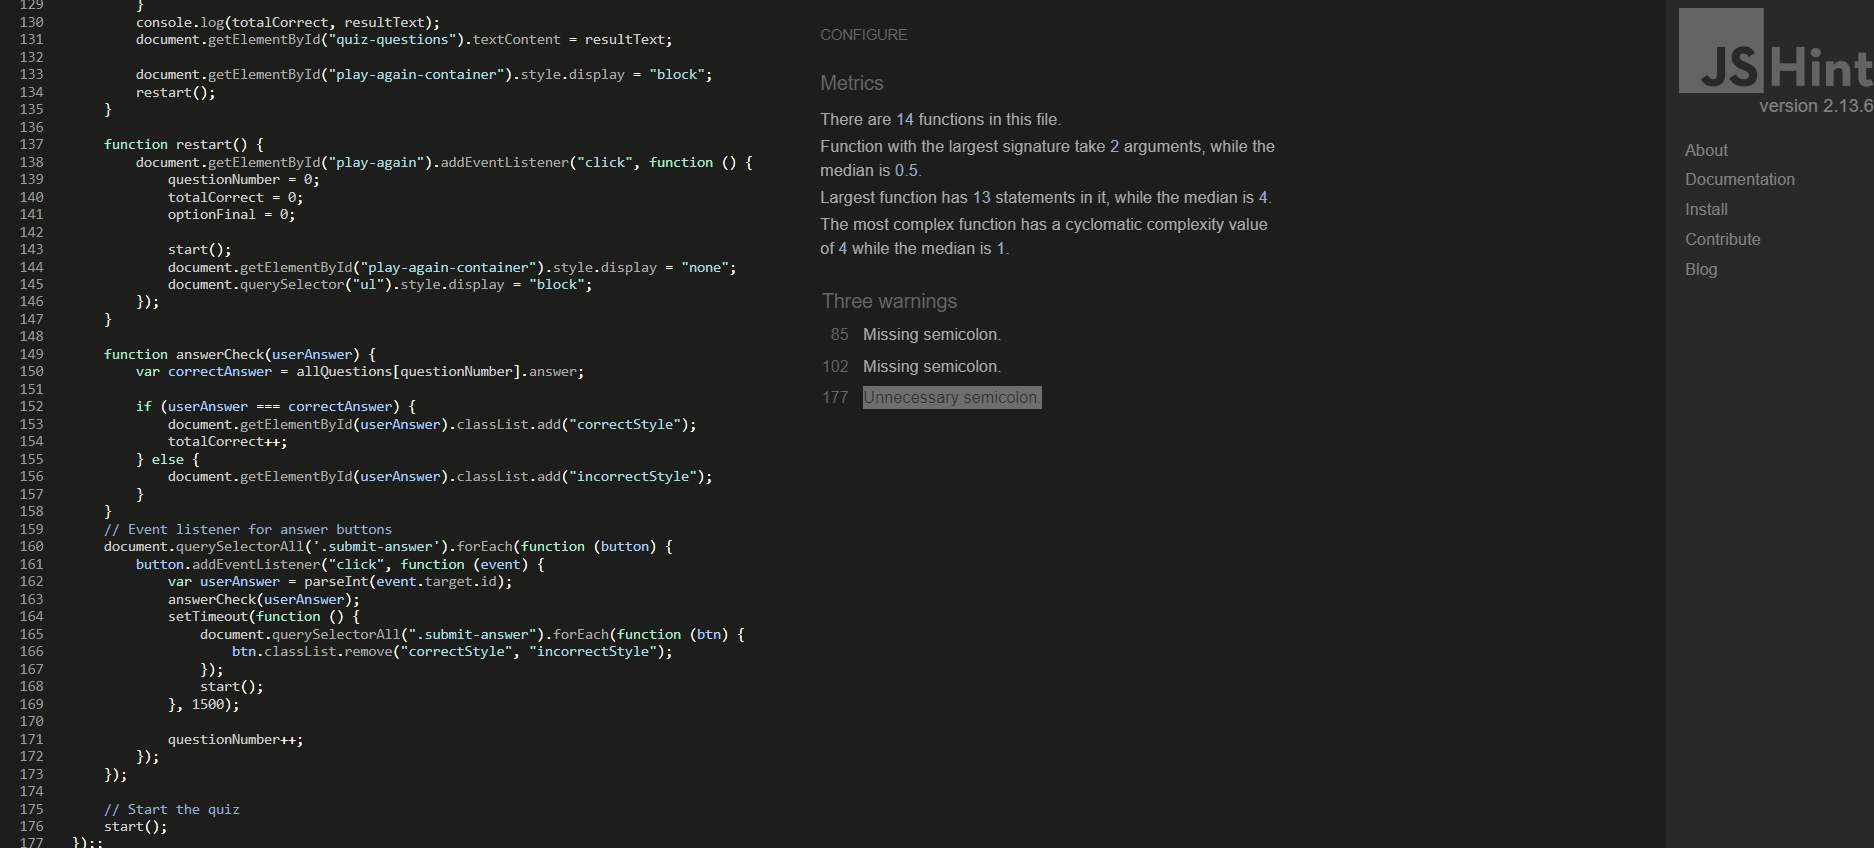 129         }
130         console.log(totalCorrect, resultText);
131         document.getElementById("quiz-questions").textContent = resultText;
132
133         document.getElementById("play-again-container").style.display = "block";
134         restart();
135     }
136
137     function restart() {
138         document.getElementById("play-again").addEventListener("click", function () {
139             questionNumber = 0;
140             totalCorrect = 0;
141             optionFinal = 0;
142
143             start();
144             document.getElementById("play-again-container").style.display = "none";
145             document.querySelector("ul").style.display = "block";
146         });
147     }
148
149     function answerCheck(userAnswer) {
150         var correctAnswer = allQuestions[questionNumber].answer;
151
152         if (userAnswer === correctAnswer) {
153             document.getElementById(userAnswer).classList.add("correctStyle");
154             totalCorrect++;
155         } else {
156             document.getElementById(userAnswer).classList.add("incorrectStyle");
157         }
158     }
159     // Event listener for answer buttons
160     document.querySelectorAll('.submit-answer').forEach(function (button) {
161         button.addEventListener("click", function (event) {
162             var userAnswer = parseInt(event.target.id);
163             answerCheck(userAnswer);
164             setTimeout(function () {
165                 document.querySelectorAll(".submit-answer").forEach(function (btn) {
166                     btn.classList.remove("correctStyle", "incorrectStyle");
167                 });
168                 start();
169             }, 1500);
170
171             questionNumber++;
172         });
173     });
174
175     // Start the quiz
176     start();
177 });;
CONFIGURE
Metrics
There are 14 functions in this file.
Function with the largest signature take 2 arguments, while the
median is 0.5.
Largest function has 13 statements in it, while the median is 4.
The most complex function has a cyclomatic complexity value
of 4 while the median is 1.
Three warnings
85 Missing semicolon.
102 Missing semicolon.
177 Unnecessary semicolon.
JSHint
version 2.13.6
About
Documentation
Install
Contribute
Blog